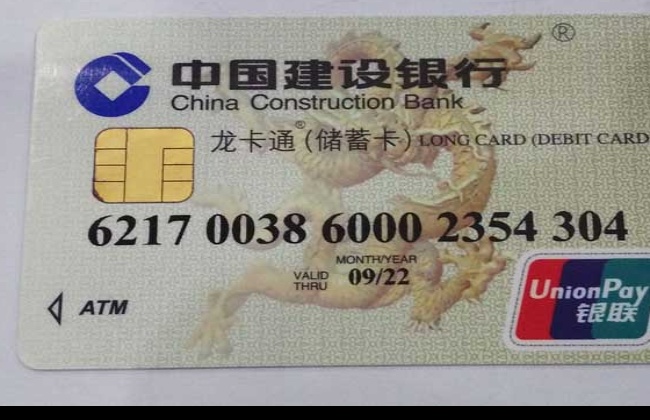 ®
中国建设银行
China Construction Bank
龙卡通®(储蓄卡) LONG CARD (DEBIT CARD
6217 0038 6000 2354 304
MONTH/YEAR
VALID THRU 09/22
ATM
UnionPay
银联